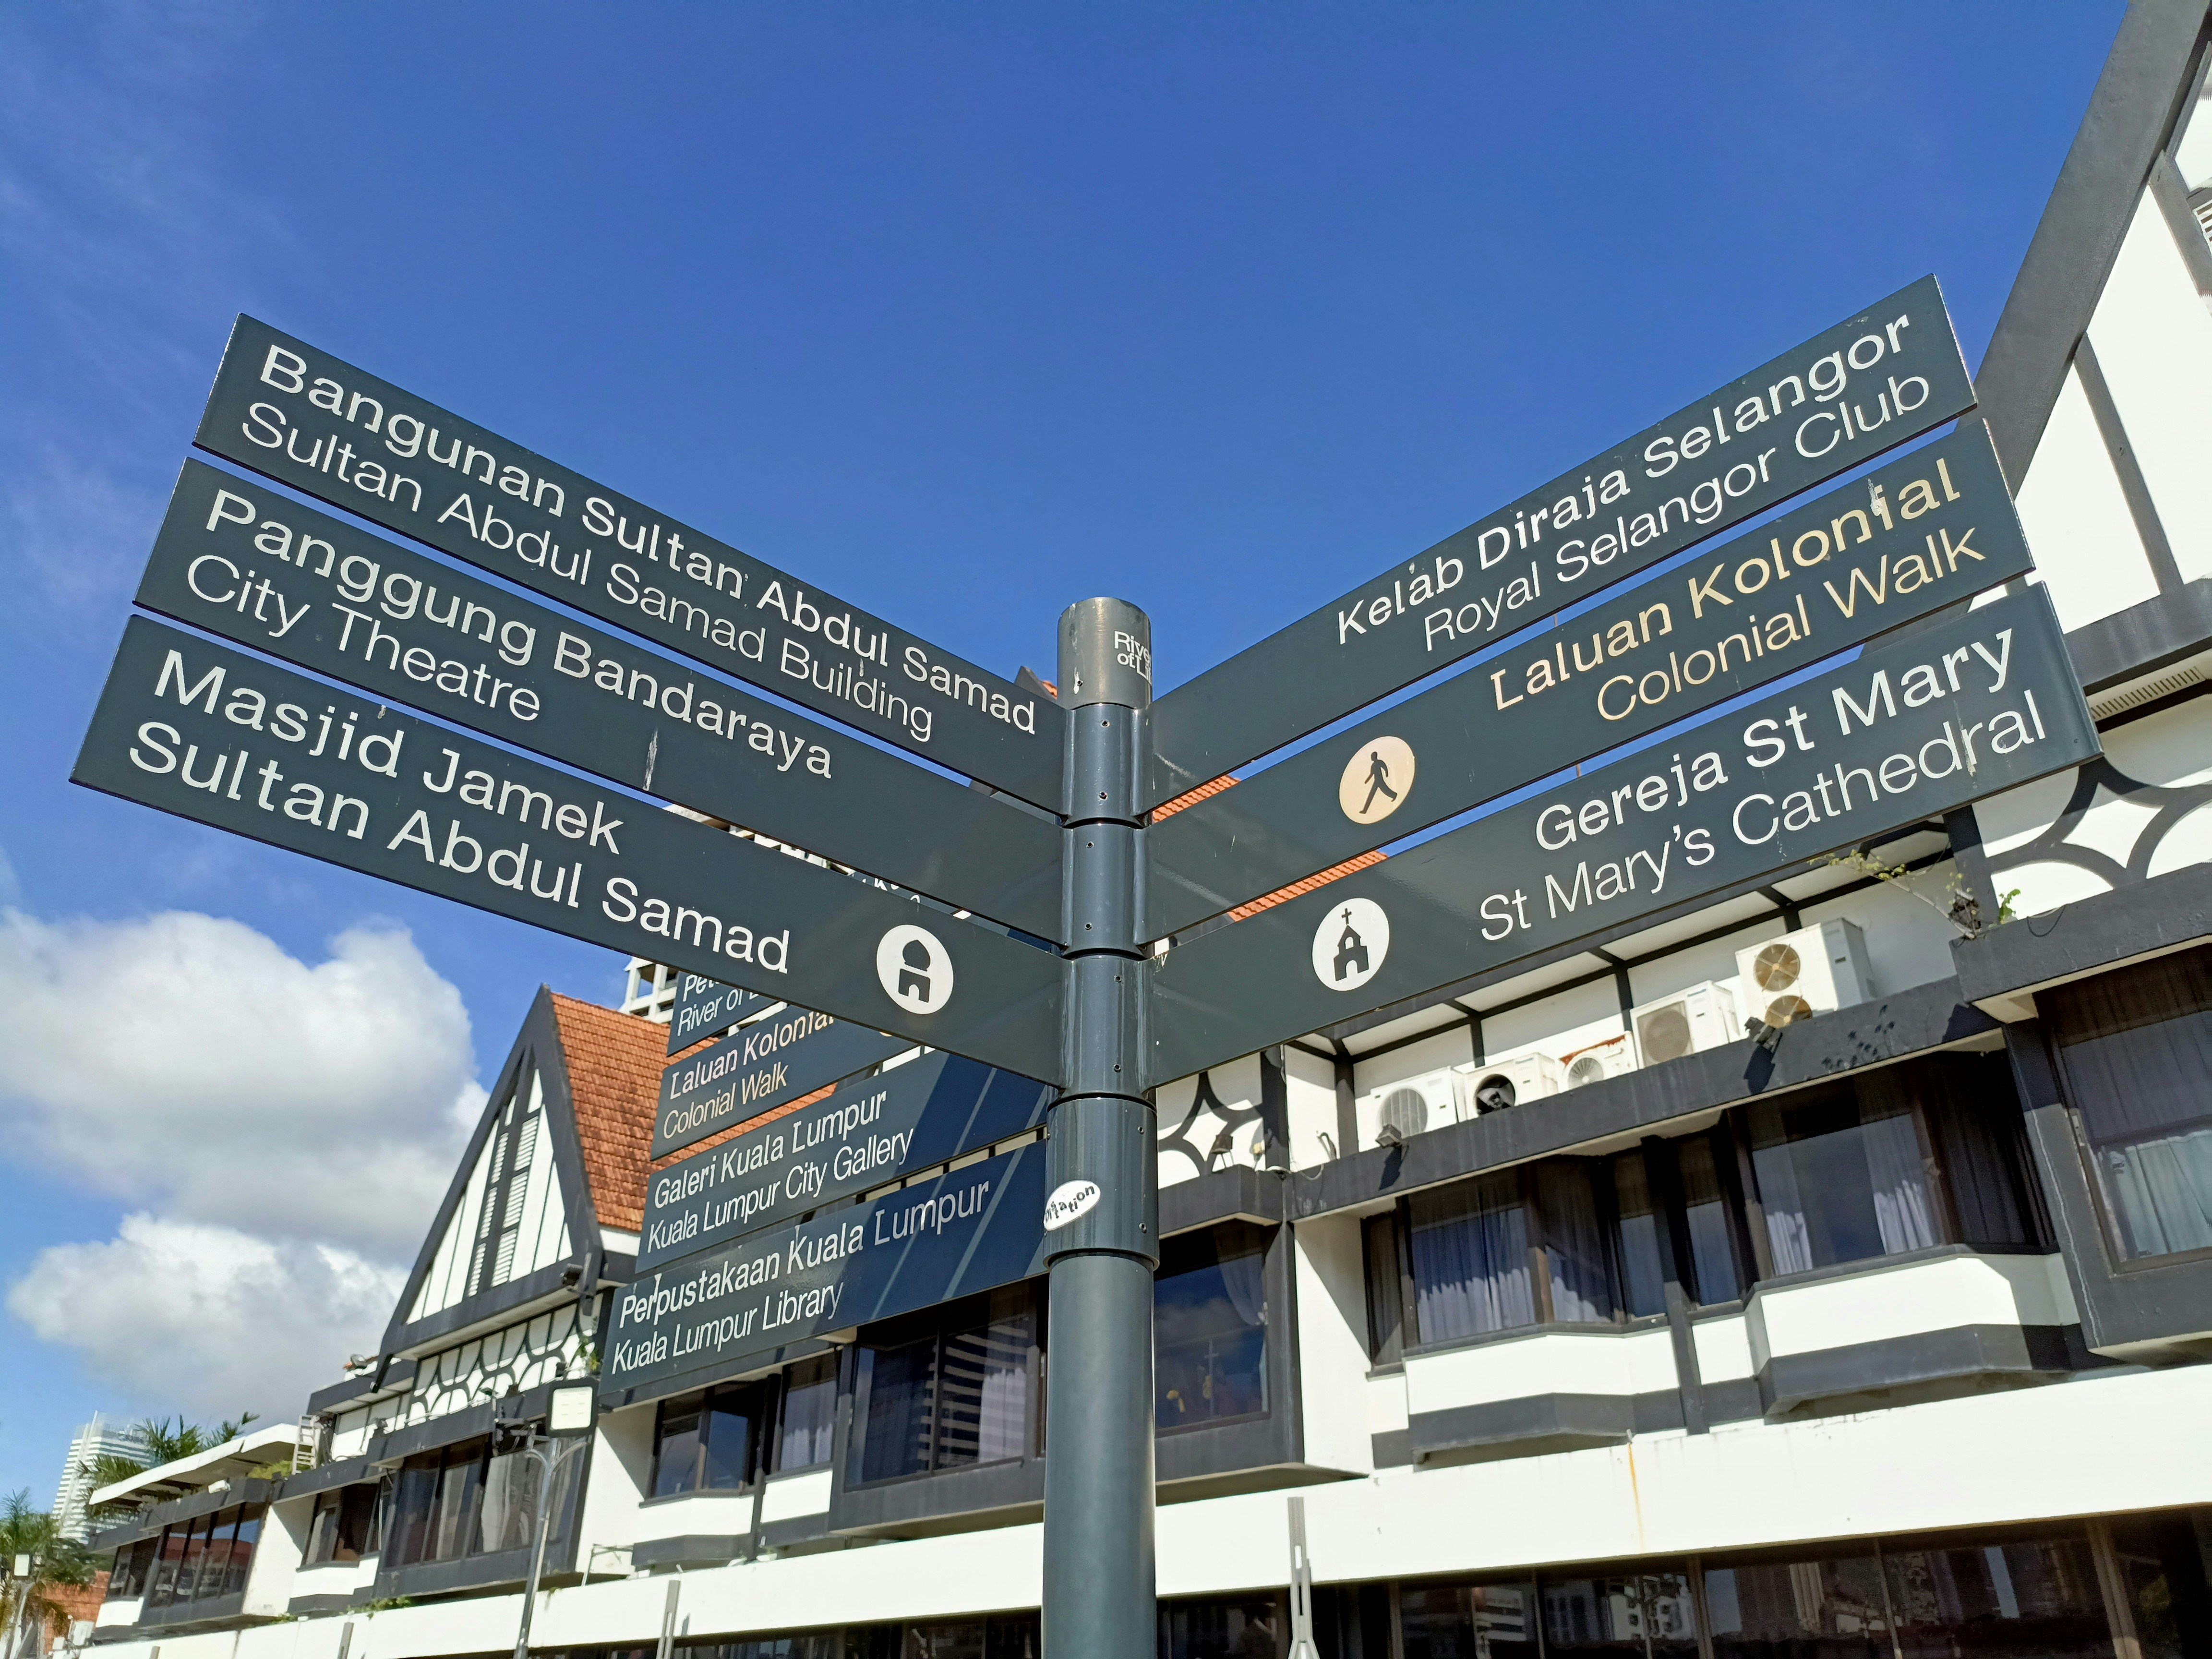 Bangunan Sultan Abdul Samad
Sultan Abdul Samad Building
Panggung Bandaraya
City Theatre
Masjid Jamek
Sultan Abdul Samad
Kelab Diraja Selangor
Royal Selangor Club
Laluan Kolonial
Colonial Walk
Gereja St Mary
St Mary's Cathedral
River of
Laluan Kolonial
Colonial Walk
Galeri Kuala Lumpur
Kuala Lumpur City Gallery
Perpustakaan Kuala Lumpur
Kuala Lumpur Library